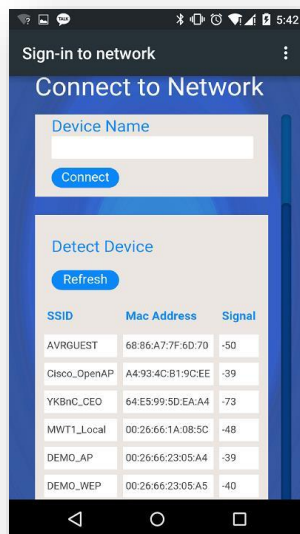 TALK
5:42
Sign-in to network
Connect to Network
Device Name
Connect
Detect Device
Refresh
SSID Mac Address Signal
AVRGUEST 68:86:A7:7F:6D:70 -50
Cisco_OpenAP A4:93:4C:B1:9C:EE -39
YKBnC_CEO 64:E5:99:5D:EA:A4 -73
MWT1_Local 00:26:66:1A:08:5C -48
DEMO_AP 00:26:66:23:05:A4 -39
DEMO_WEP 00:26:66:23:05:A5 -40